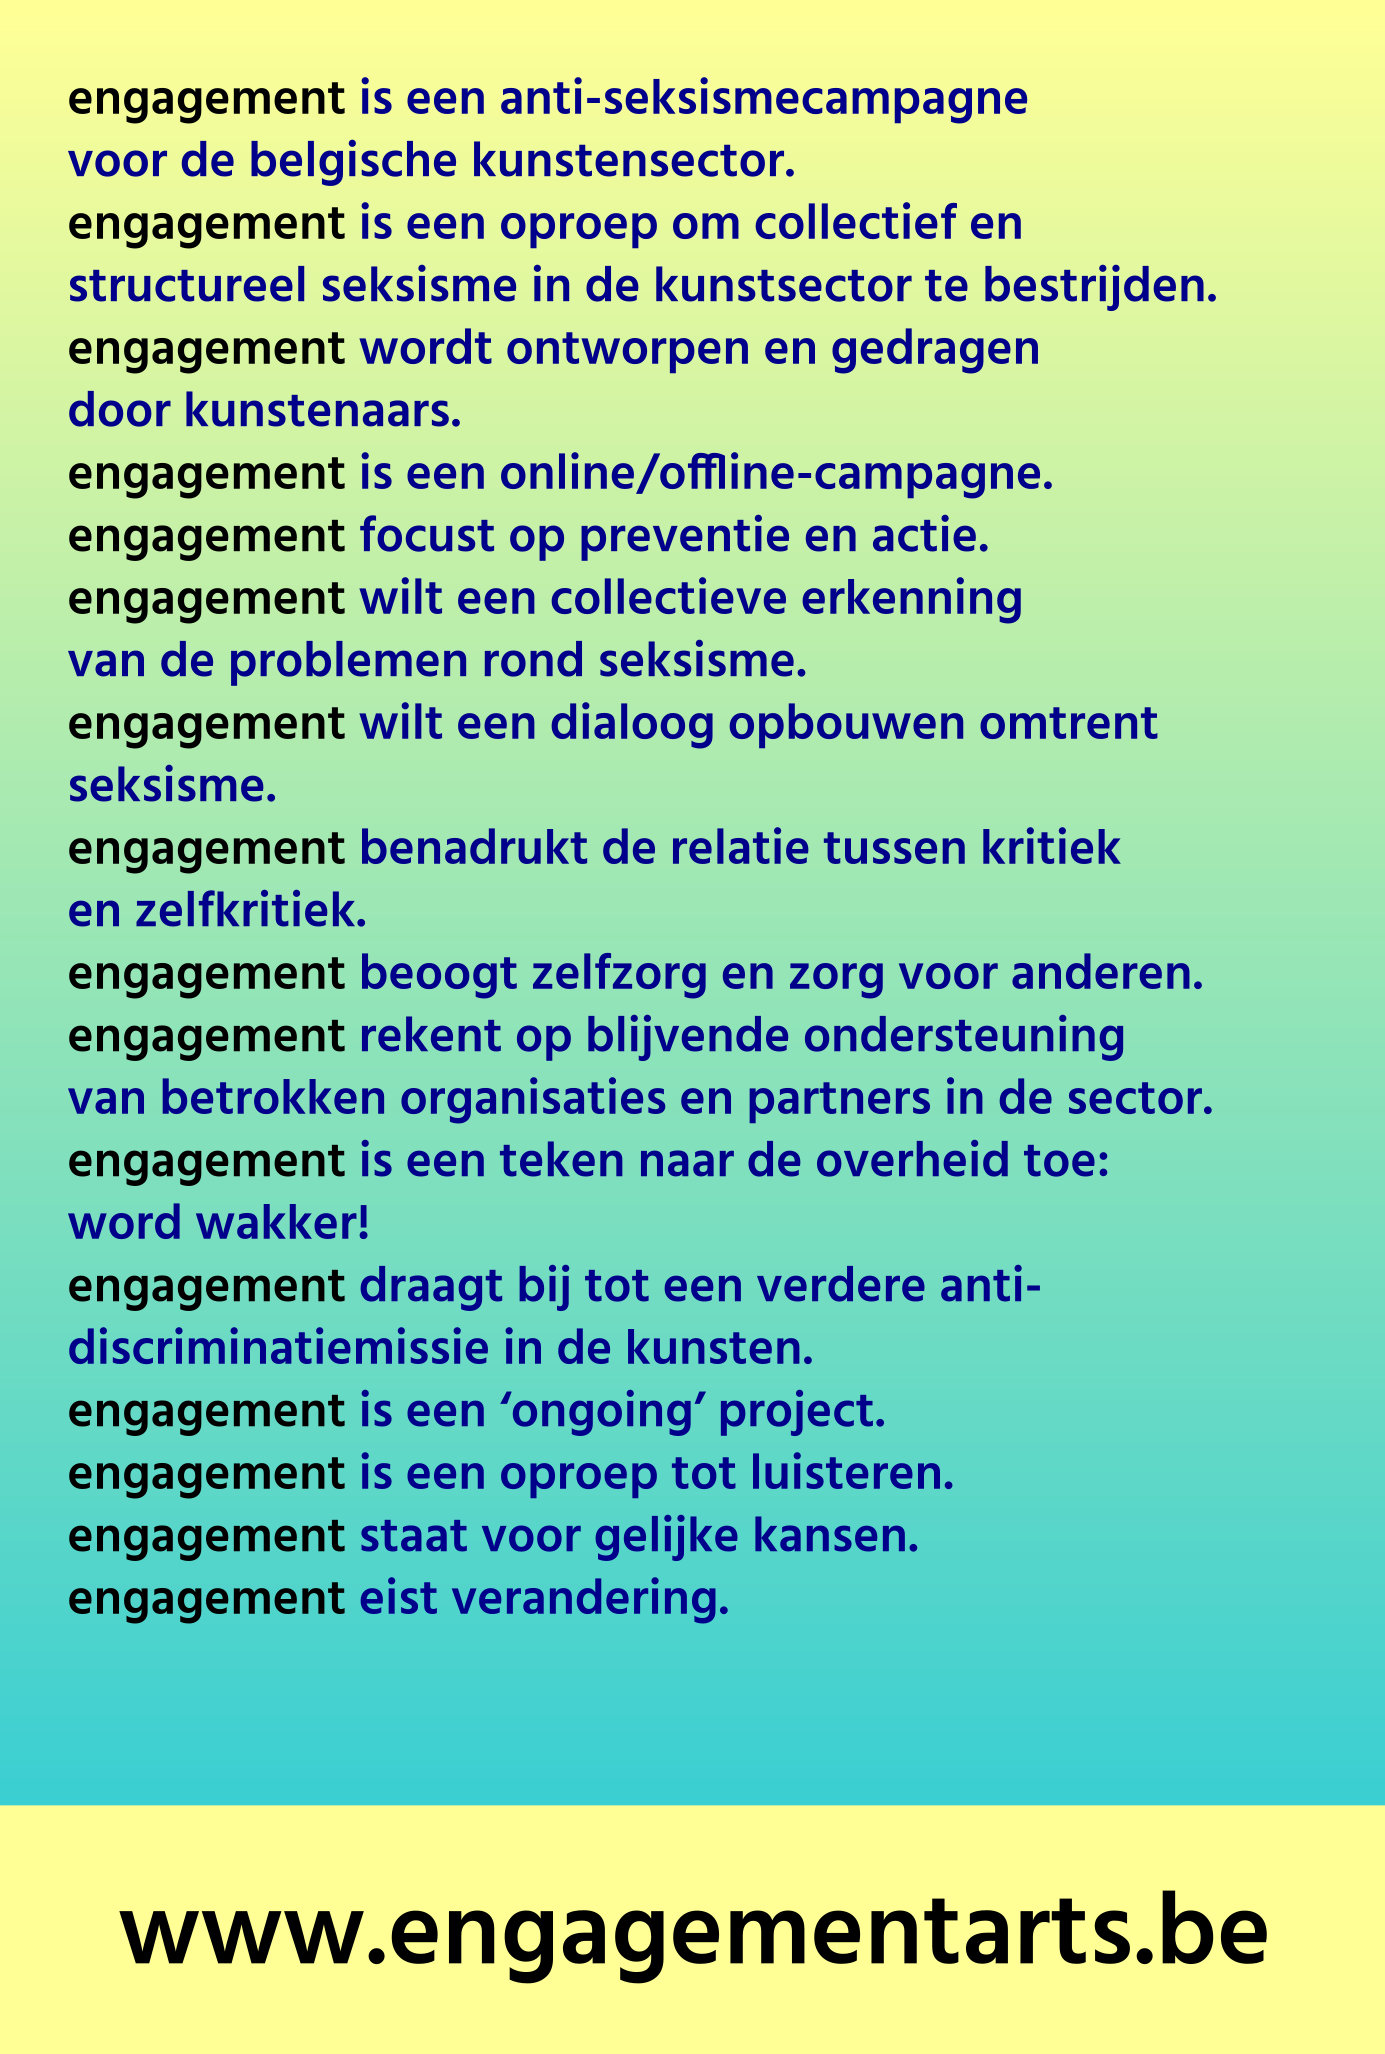 engagement is een anti-seksismecampagne
voor de belgische kunstensector.
engagement is een oproep om collectief en
structureel seksisme in de kunstsector te bestrijden.
engagement wordt ontworpen en gedragen
door kunstenaars.
engagement is een online/offline-campagne.
engagement focust op preventie en actie.
engagement wilt een collectieve erkenning
van de problemen rond seksisme.
engagement wilt een dialoog opbouwen omtrent
seksisme.
engagement benadrukt de relatie tussen kritiek
en zelfkritiek.
engagement beoogt zelfzorg en zorg voor anderen.
engagement rekent op blijvende ondersteuning
van betrokken organisaties en partners in de sector.
engagement is een teken naar de overheid toe:
word wakker!
engagement draagt bij tot een verdere anti-
discriminatiemissie in de kunsten.
engagement is een ‘ongoing’ project.
engagement is een oproep tot luisteren.
engagement staat voor gelijke kansen.
engagement eist verandering.
www.engagementarts.be